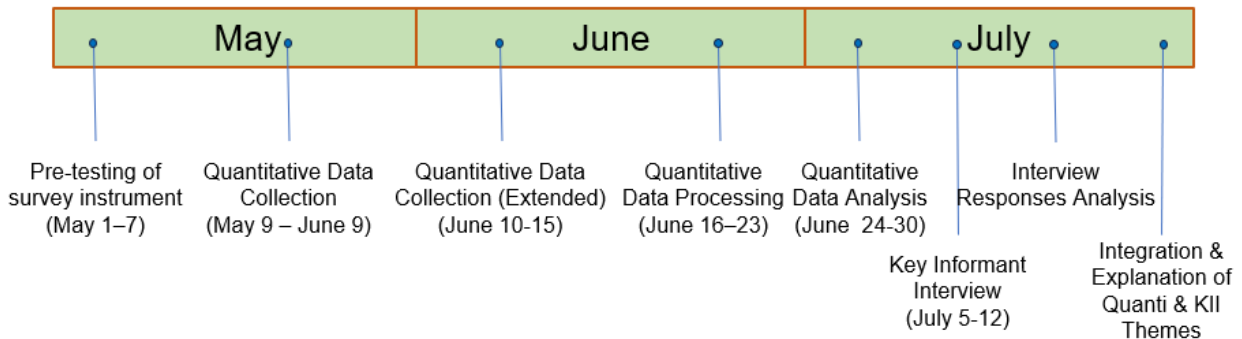 May
June
July
Pre-testing of
survey instrument
(May 1–7)
Quantitative Data
Collection
(May 9 – June 9)
Quantitative Data
Collection (Extended)
(June 10-15)
Quantitative
Data Processing
(June 16–23)
Quantitative
Data Analysis
(June  24-30)
Key Informant
Interview
(July 5-12)
Interview
Responses Analysis
Integration &
Explanation of
Quanti & KII
Themes